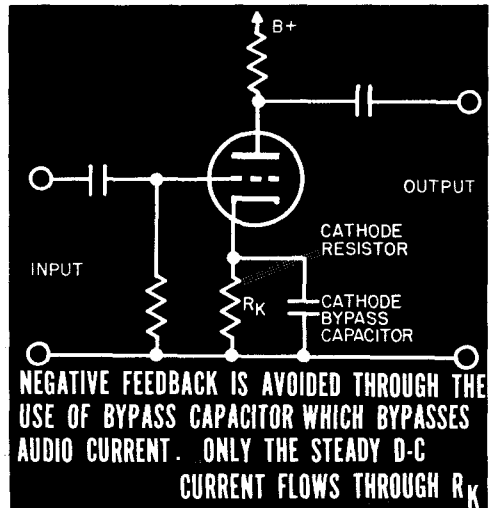 B+
OUTPUT
CATHODE
RESISTOR
INPUT
RK
CATHODE
BYPASS
CAPACITOR
NEGATIVE FEEDBACK IS AVOIDED THROUGH THE
USE OF BYPASS CAPACITOR WHICH BYPASSES
AUDIO CURRENT. ONLY THE STEADY D-C
CURRENT FLOWS THROUGH RK